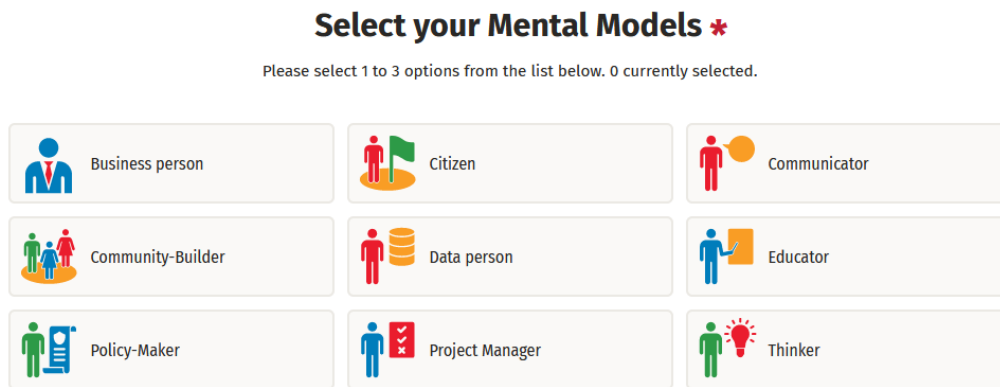 Select your Mental Models *
Please select 1 to 3 options from the list below. 0 currently selected.
Business person
Citizen
Communicator
Community-Builder
Data person
Educator
Policy-Maker
Project Manager
Thinker